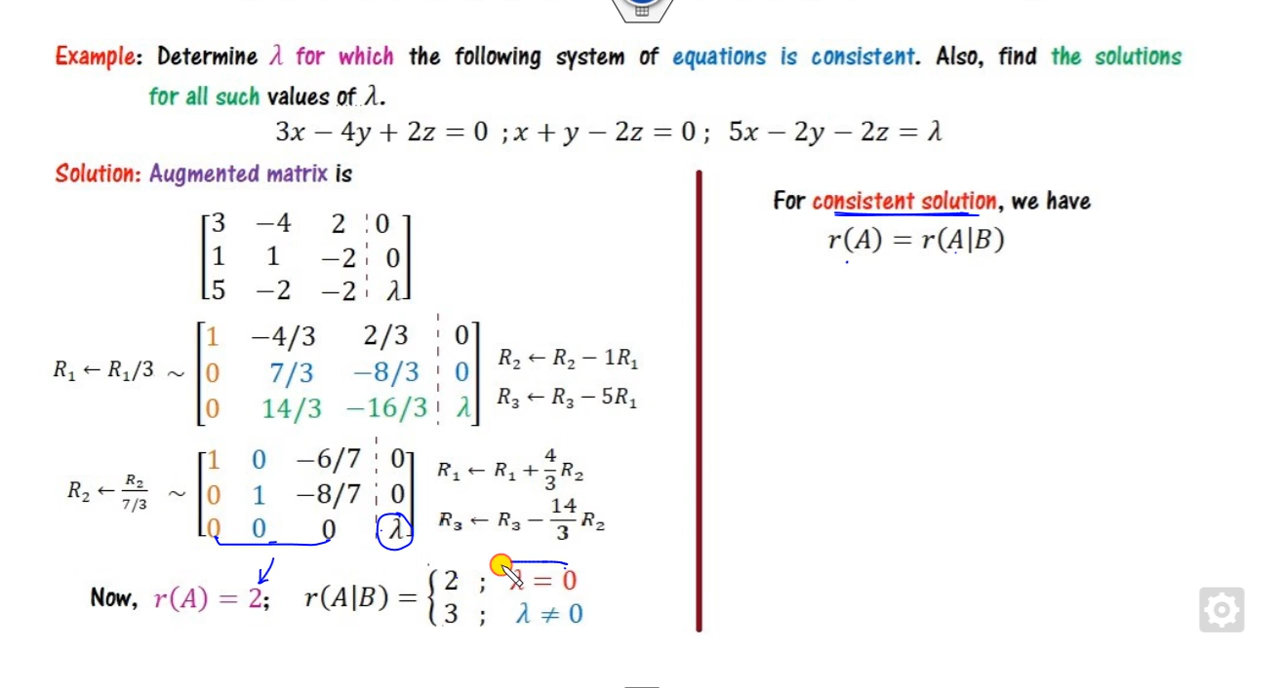 Example: Determine λ for which the following system of equations is consistent. Also, find the solutions
for all such values of λ.
3x − 4y + 2z = 0 ; x + y − 2z = 0 ; 5x − 2y − 2z = λ
Solution: Augmented matrix is
[3 −4 2 ¦ 0]
[1 1 −2 ¦ 0]
[5 −2 −2 ¦ λ]
R₁ ← R₁/3 ~
[1 −4/3 2/3 ¦ 0]
[0 7/3 −8/3 ¦ 0]
[0 14/3 −16/3 ¦ λ]
R₂ ← R₂ − 1R₁
R₃ ← R₃ − 5R₁
R₂ ← R₂/(7/3) ~
[1 0 −6/7 ¦ 0]
[0 1 −8/7 ¦ 0]
[0 0 0 ¦ λ]
R₁ ← R₁ + 4/3 R₂
R₃ ← R₃ − 14/3 R₂
Now, r(A) = 2; r(A|B) = { 2 ; λ = 0
3 ; λ ≠ 0
For consistent solution, we have
r(A) = r(A|B)